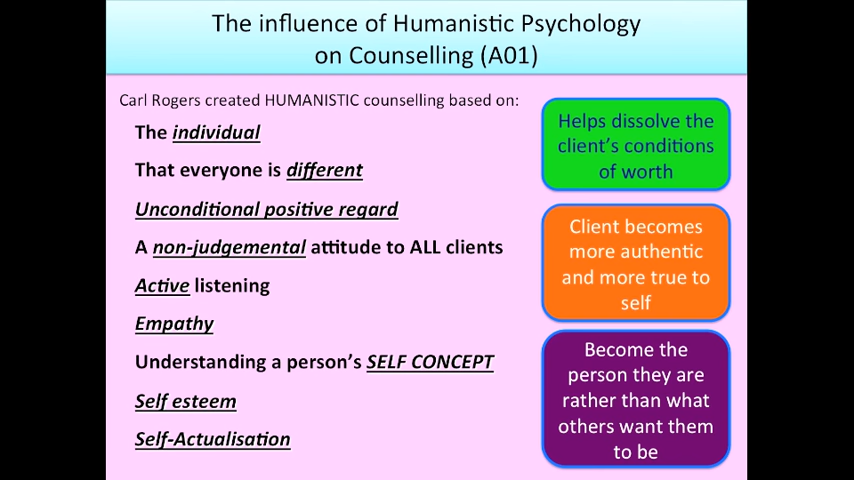 The influence of Humanistic Psychology
on Counselling (A01)
Carl Rogers created HUMANISTIC counselling based on:
The individual
That everyone is different
Unconditional positive regard
A non-judgemental attitude to ALL clients
Active listening
Empathy
Understanding a person's SELF CONCEPT
Self esteem
Self-Actualisation
Helps dissolve the
client's conditions
of worth
Client becomes
more authentic
and more true to
self
Become the
person they are
rather than what
others want them
to be